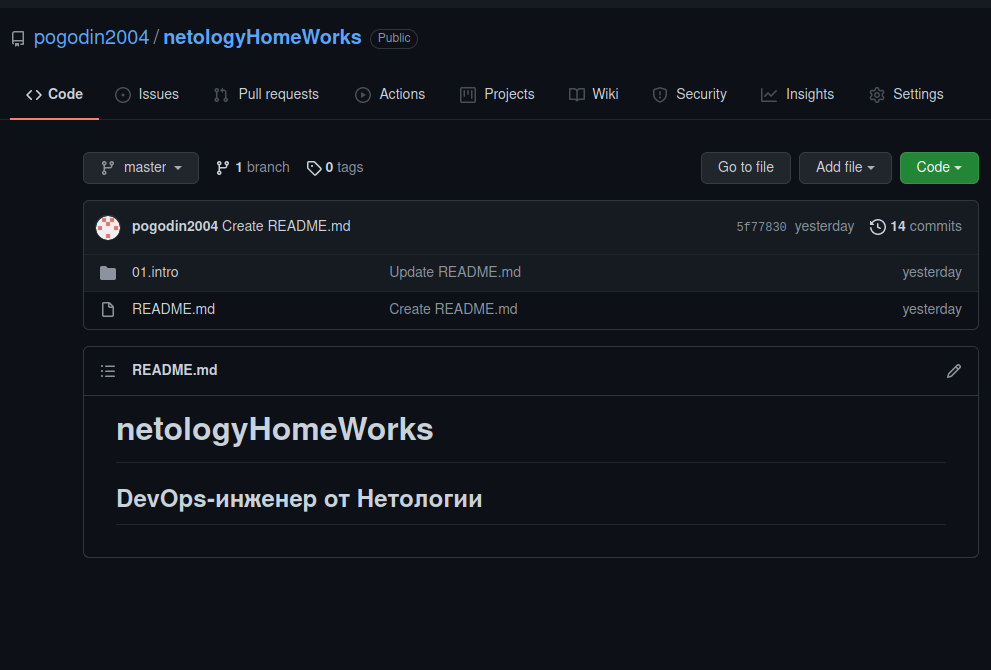 pogodin2004 / netologyHomeWorks Public
Code Issues Pull requests Actions Projects Wiki Security Insights Settings
master 1 branch 0 tags Go to file Add file Code
pogodin2004 Create README.md 5f77830 yesterday 14 commits
01.intro Update README.md yesterday
README.md Create README.md yesterday
README.md
netologyHomeWorks
DevOps-инженер от Нетологии